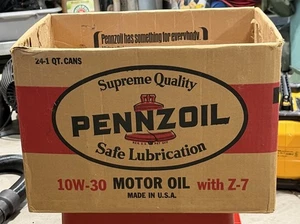 Pennzoil has something for everybody.
24-1 QT. CANS
Supreme Quality
PENNZOIL
Safe Lubrication
10W-30 MOTOR OIL with Z-7
MADE IN U.S.A.